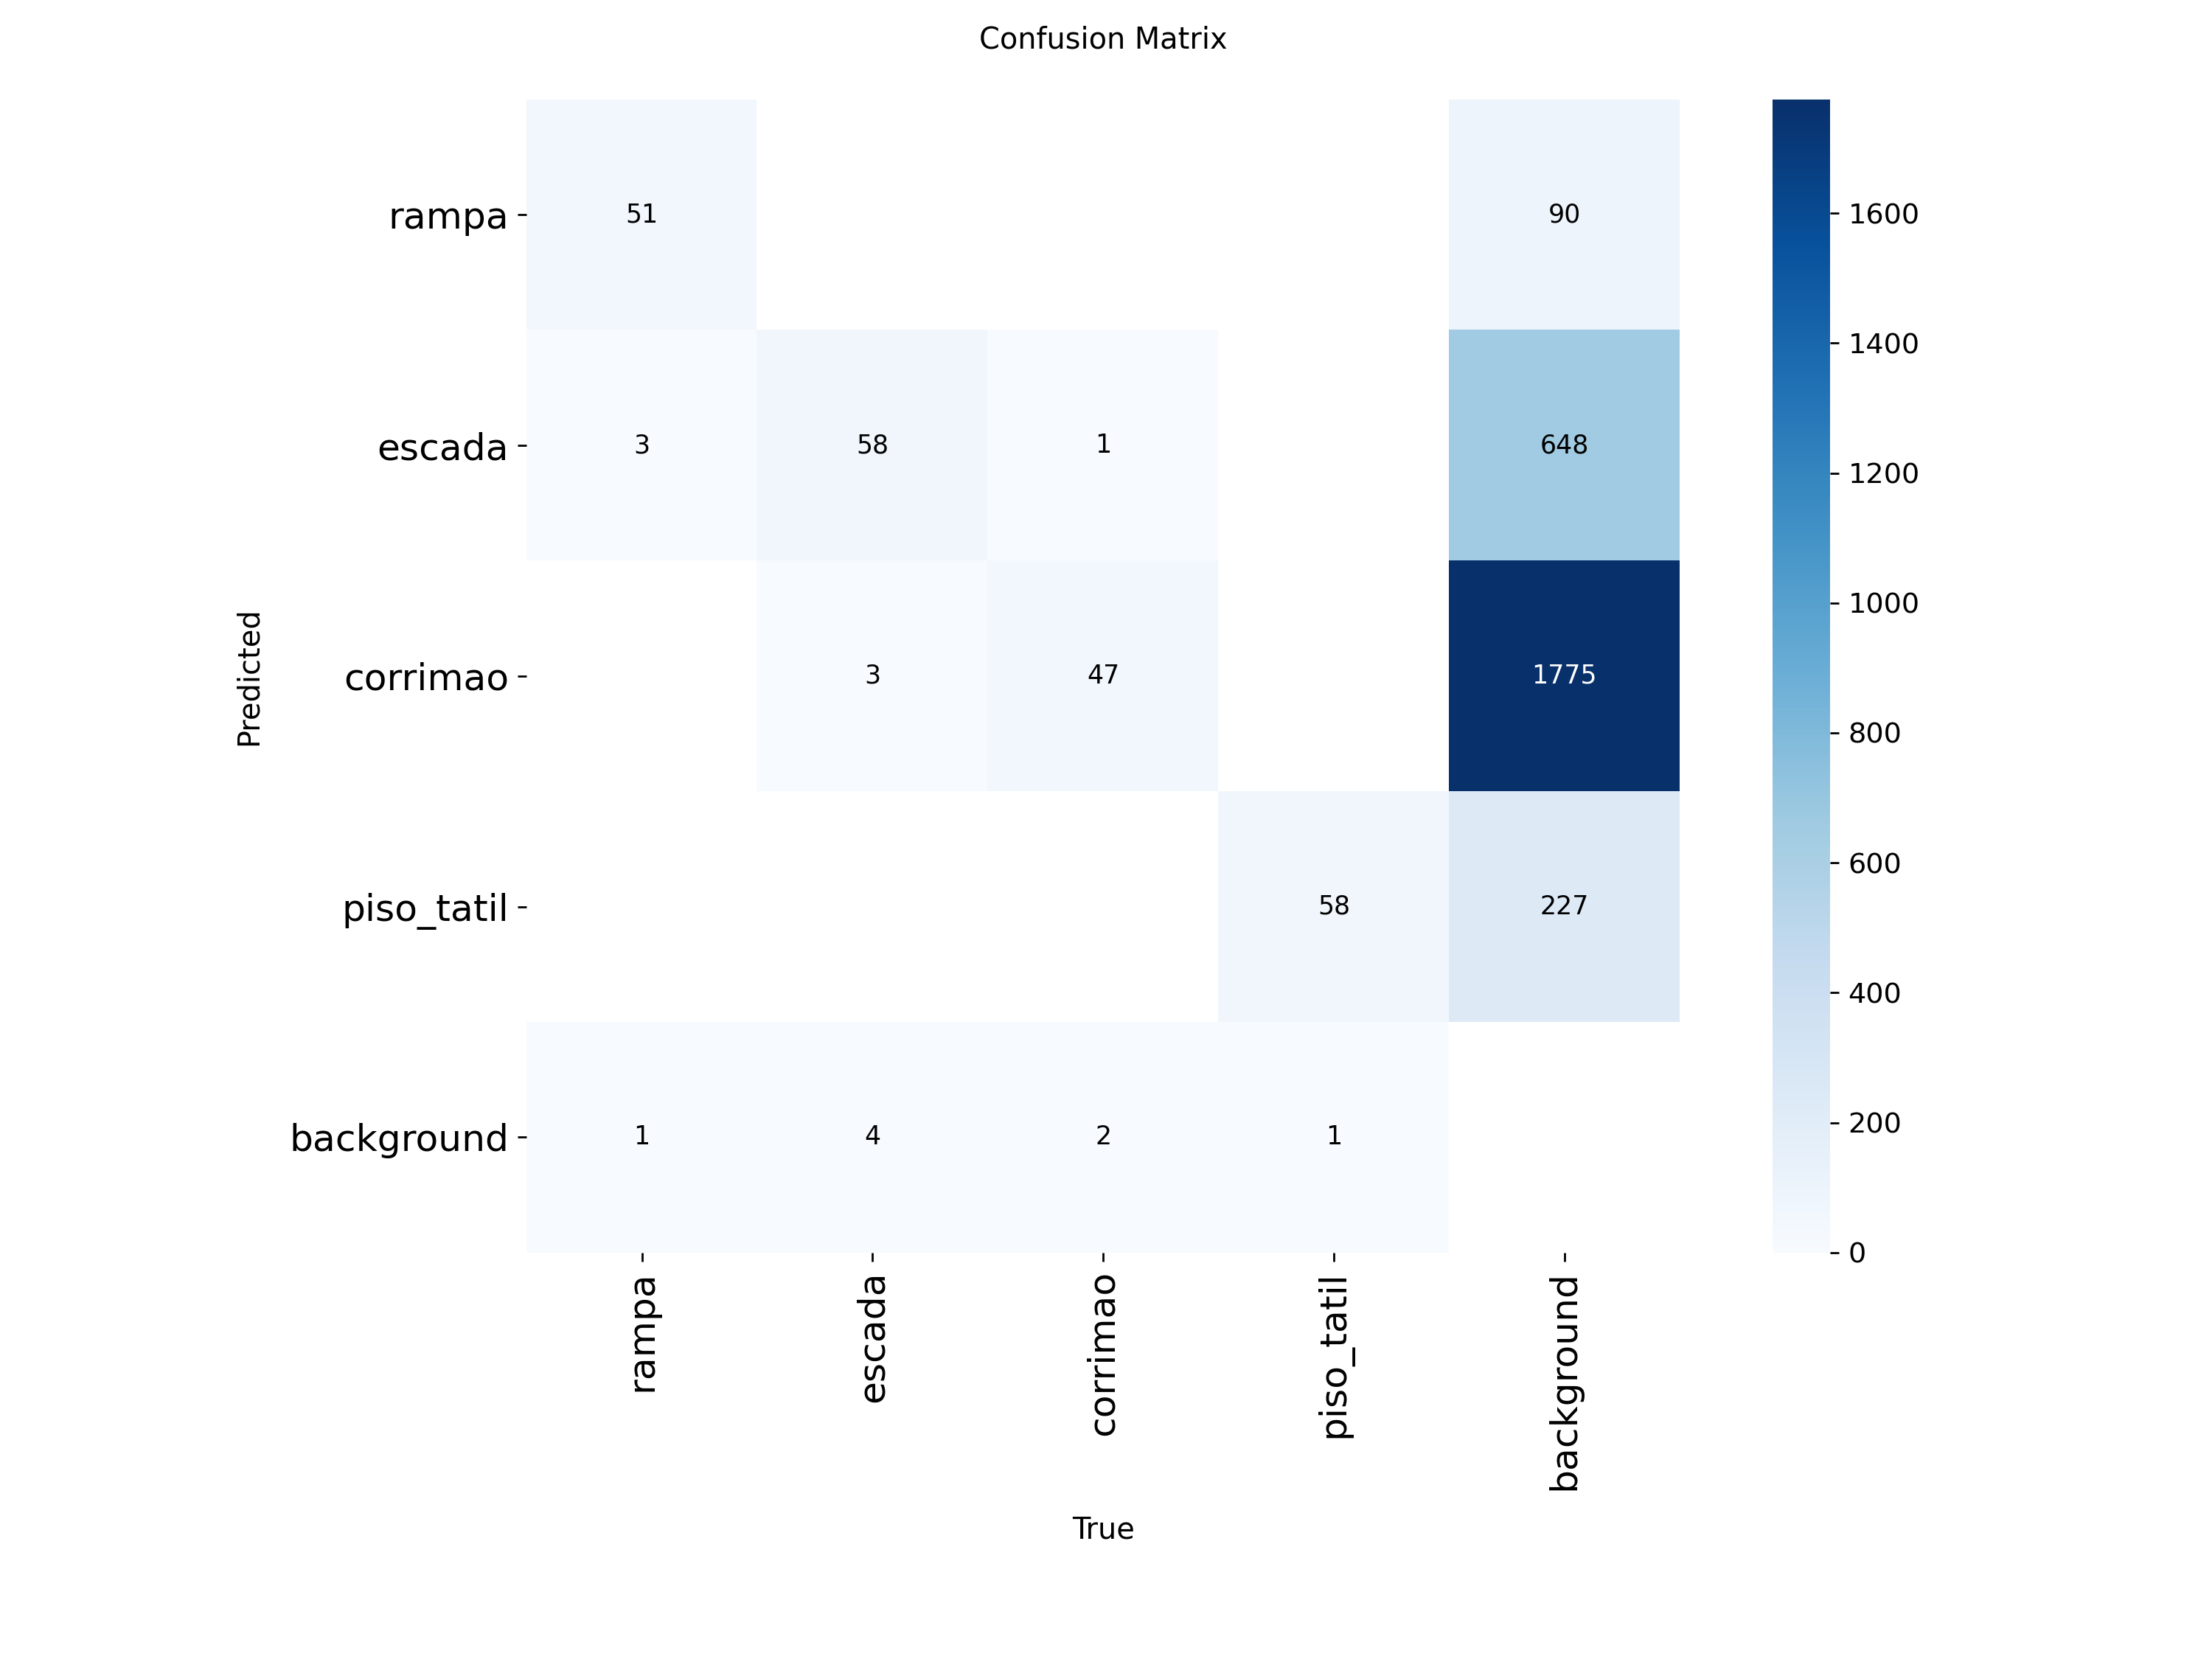 Confusion Matrix
rampa
51
90
escada
3
58
1
648
corrimao
3
47
1775
piso_tatil
58
227
background
1
4
2
1
Predicted
rampa
escada
corrimao
piso_tatil
background
True
1600
1400
1200
1000
800
600
400
200
0